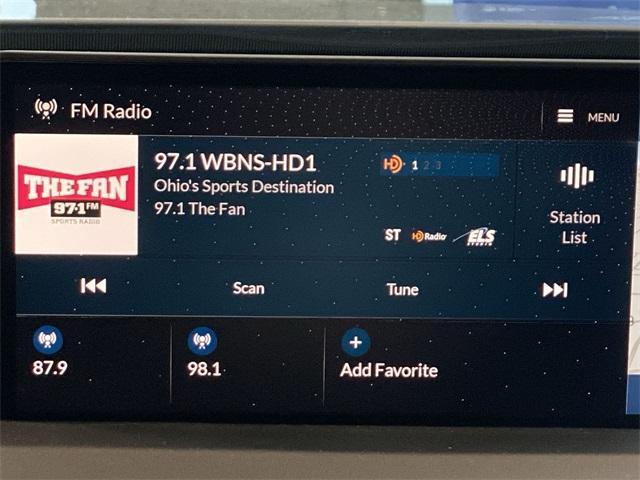 FM Radio
MENU
THE FAN
97.1 FM
SPORTS RADIO
97.1 WBNS-HD1
Ohio's Sports Destination
97.1 The Fan
HD 1 2 3
ST HD Radio ELS STUDIO
Station
List
Scan
Tune
87.9
98.1
+
Add Favorite